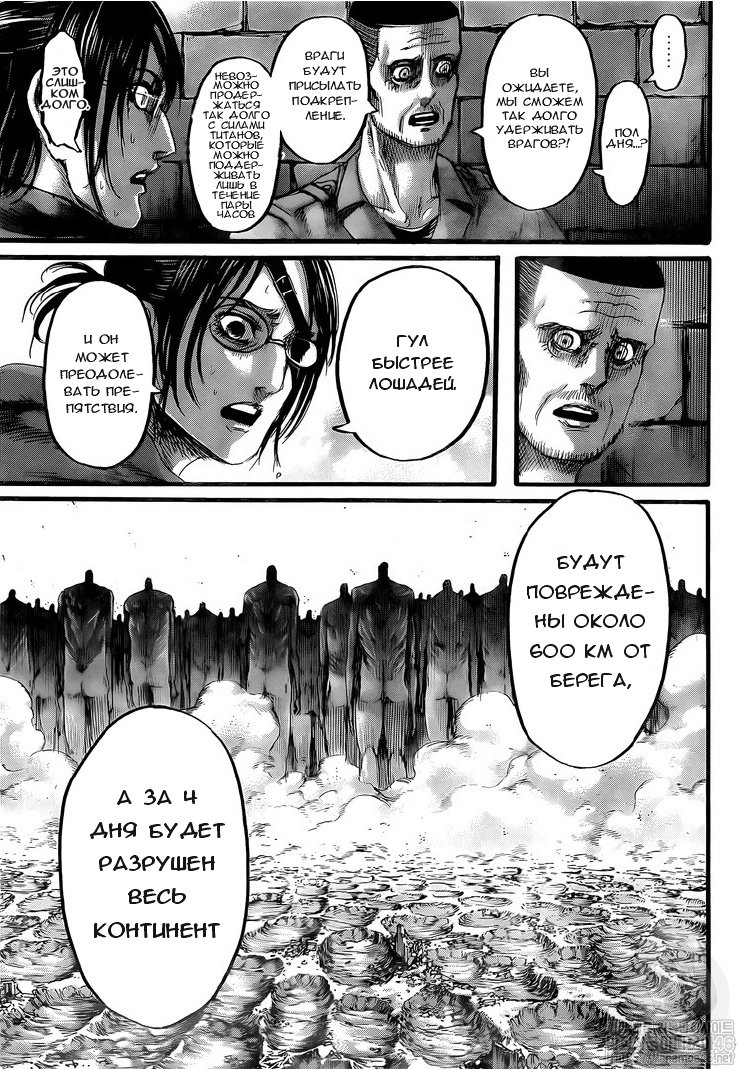 ......
ПОЛ
ДНЯ...?
ВЫ
ОЖИДАЕТЕ,
МЫ СМОЖЕМ
ТАК ДОЛГО
УДЕРЖИВАТЬ
ВРАГОВ?!
ВРАГИ
БУДУТ
ПРИСЫЛАТЬ
ПОДКРЕП-
ЛЕНИЕ.
НЕВОЗ-
МОЖНО
ПРОДЕР-
ЖАТЬСЯ
ТАК ДОЛГО
С СИЛАМИ
ТИТАНОВ,
КОТОРЫЕ
МОЖНО
ПОДДЕР-
ЖИВАТЬ
ЛИШЬ В
ТЕЧЕНИЕ
ПАРЫ
ЧАСОВ
ЭТО
СЛИШ-
КОМ
ДОЛГО.
ГУЛ
БЫСТРЕЕ
ЛОШАДЕЙ.
И ОН
МОЖЕТ
ПРЕОДОЛЕ-
ВАТЬ ПРЕ-
ПЯТСТВИЯ.
БУДУТ
ПОВРЕЖДЕ-
НЫ ОКОЛО
600 КМ ОТ
БЕРЕГА,
А ЗА 4
ДНЯ БУДЕТ
РАЗРУШЕН
ВЕСЬ
КОНТИНЕНТ